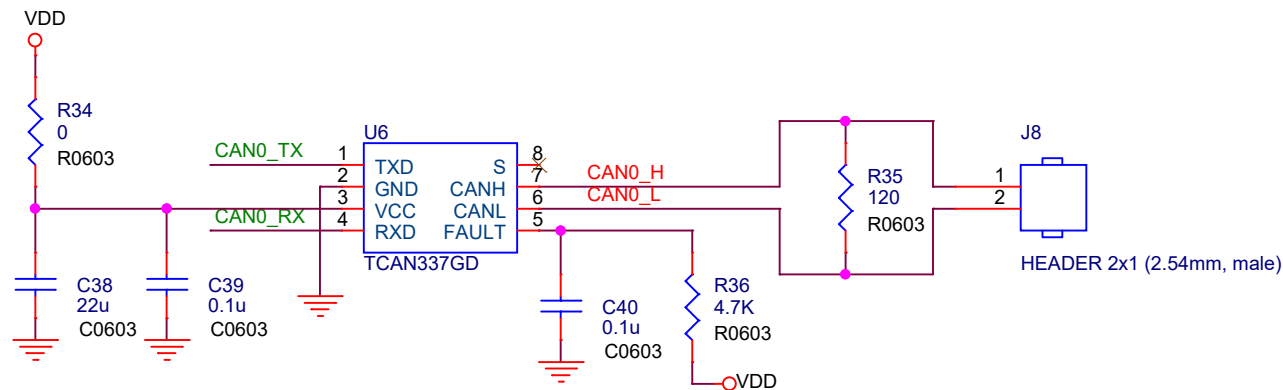 VDD
R34
0
R0603
C38
22u
C0603
C39
0.1u
C0603
CAN0_TX
CAN0_RX
U6
1
TXD
2
GND
3
VCC
4
RXD
S
8
CANH
7
CANL
6
FAULT
5
TCAN337GD
CAN0_H
CAN0_L
C40
0.1u
C0603
R36
4.7K
R0603
VDD
R35
120
R0603
J8
1
2
HEADER 2x1 (2.54mm, male)